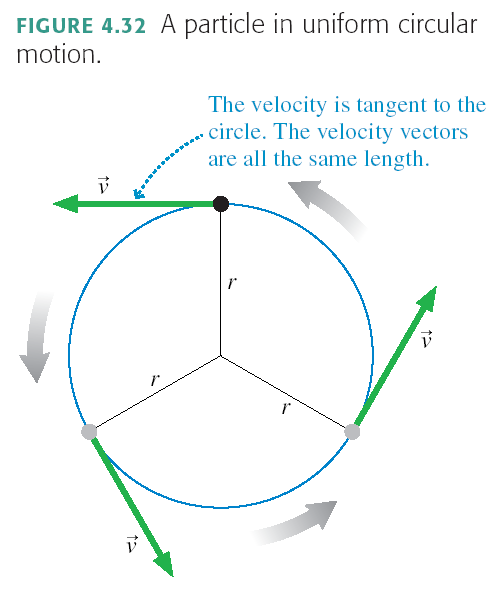 FIGURE 4.32 A particle in uniform circular
motion.
The velocity is tangent to the
circle. The velocity vectors
are all the same length.
v⃗
r
v⃗
r
r
v⃗